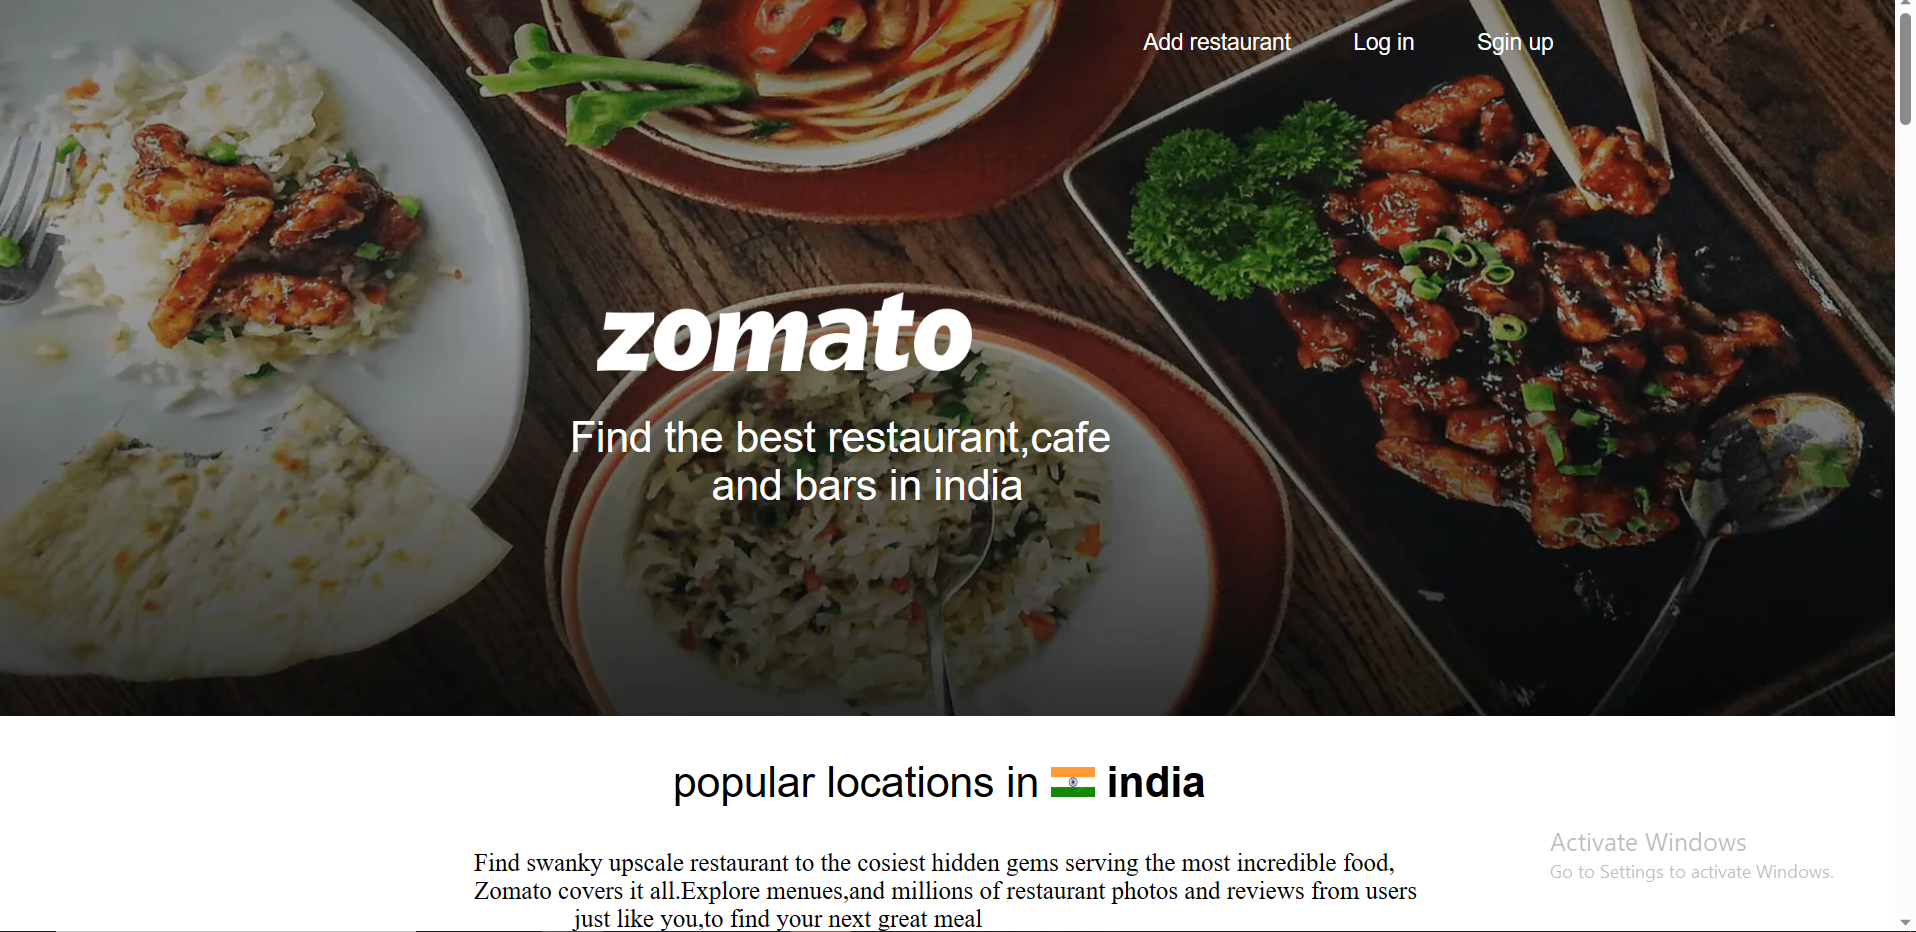 Add restaurant Log in Sgin up
zomato
Find the best restaurant,cafe
and bars in india
popular locations in india
Find swanky upscale restaurant to the cosiest hidden gems serving the most incredible food,
Zomato covers it all.Explore menues,and millions of restaurant photos and reviews from users
just like you,to find your next great meal
Activate Windows
Go to Settings to activate Windows.